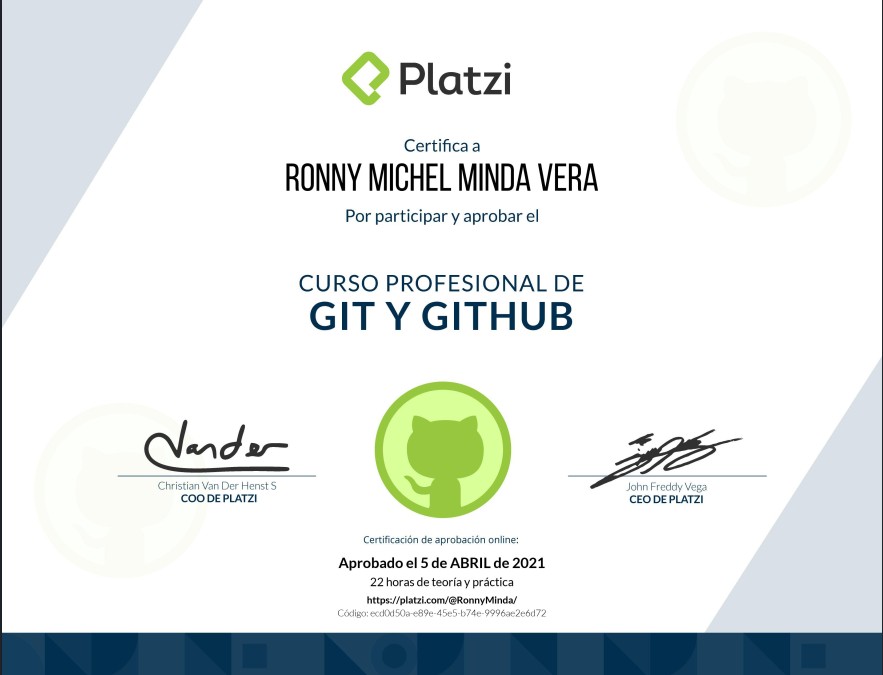 Platzi
Certifica a
RONNY MICHEL MINDA VERA
Por participar y aprobar el
CURSO PROFESIONAL DE
GIT Y GITHUB
Vander
Christian Van Der Henst S
COO DE PLATZI
John Freddy Vega
CEO DE PLATZI
Certificación de aprobación online:
Aprobado el 5 de ABRIL de 2021
22 horas de teoría y práctica
https://platzi.com/@RonnyMinda/
Código: ecd0d50a-e89e-45e5-b74e-9996ae2e6d72